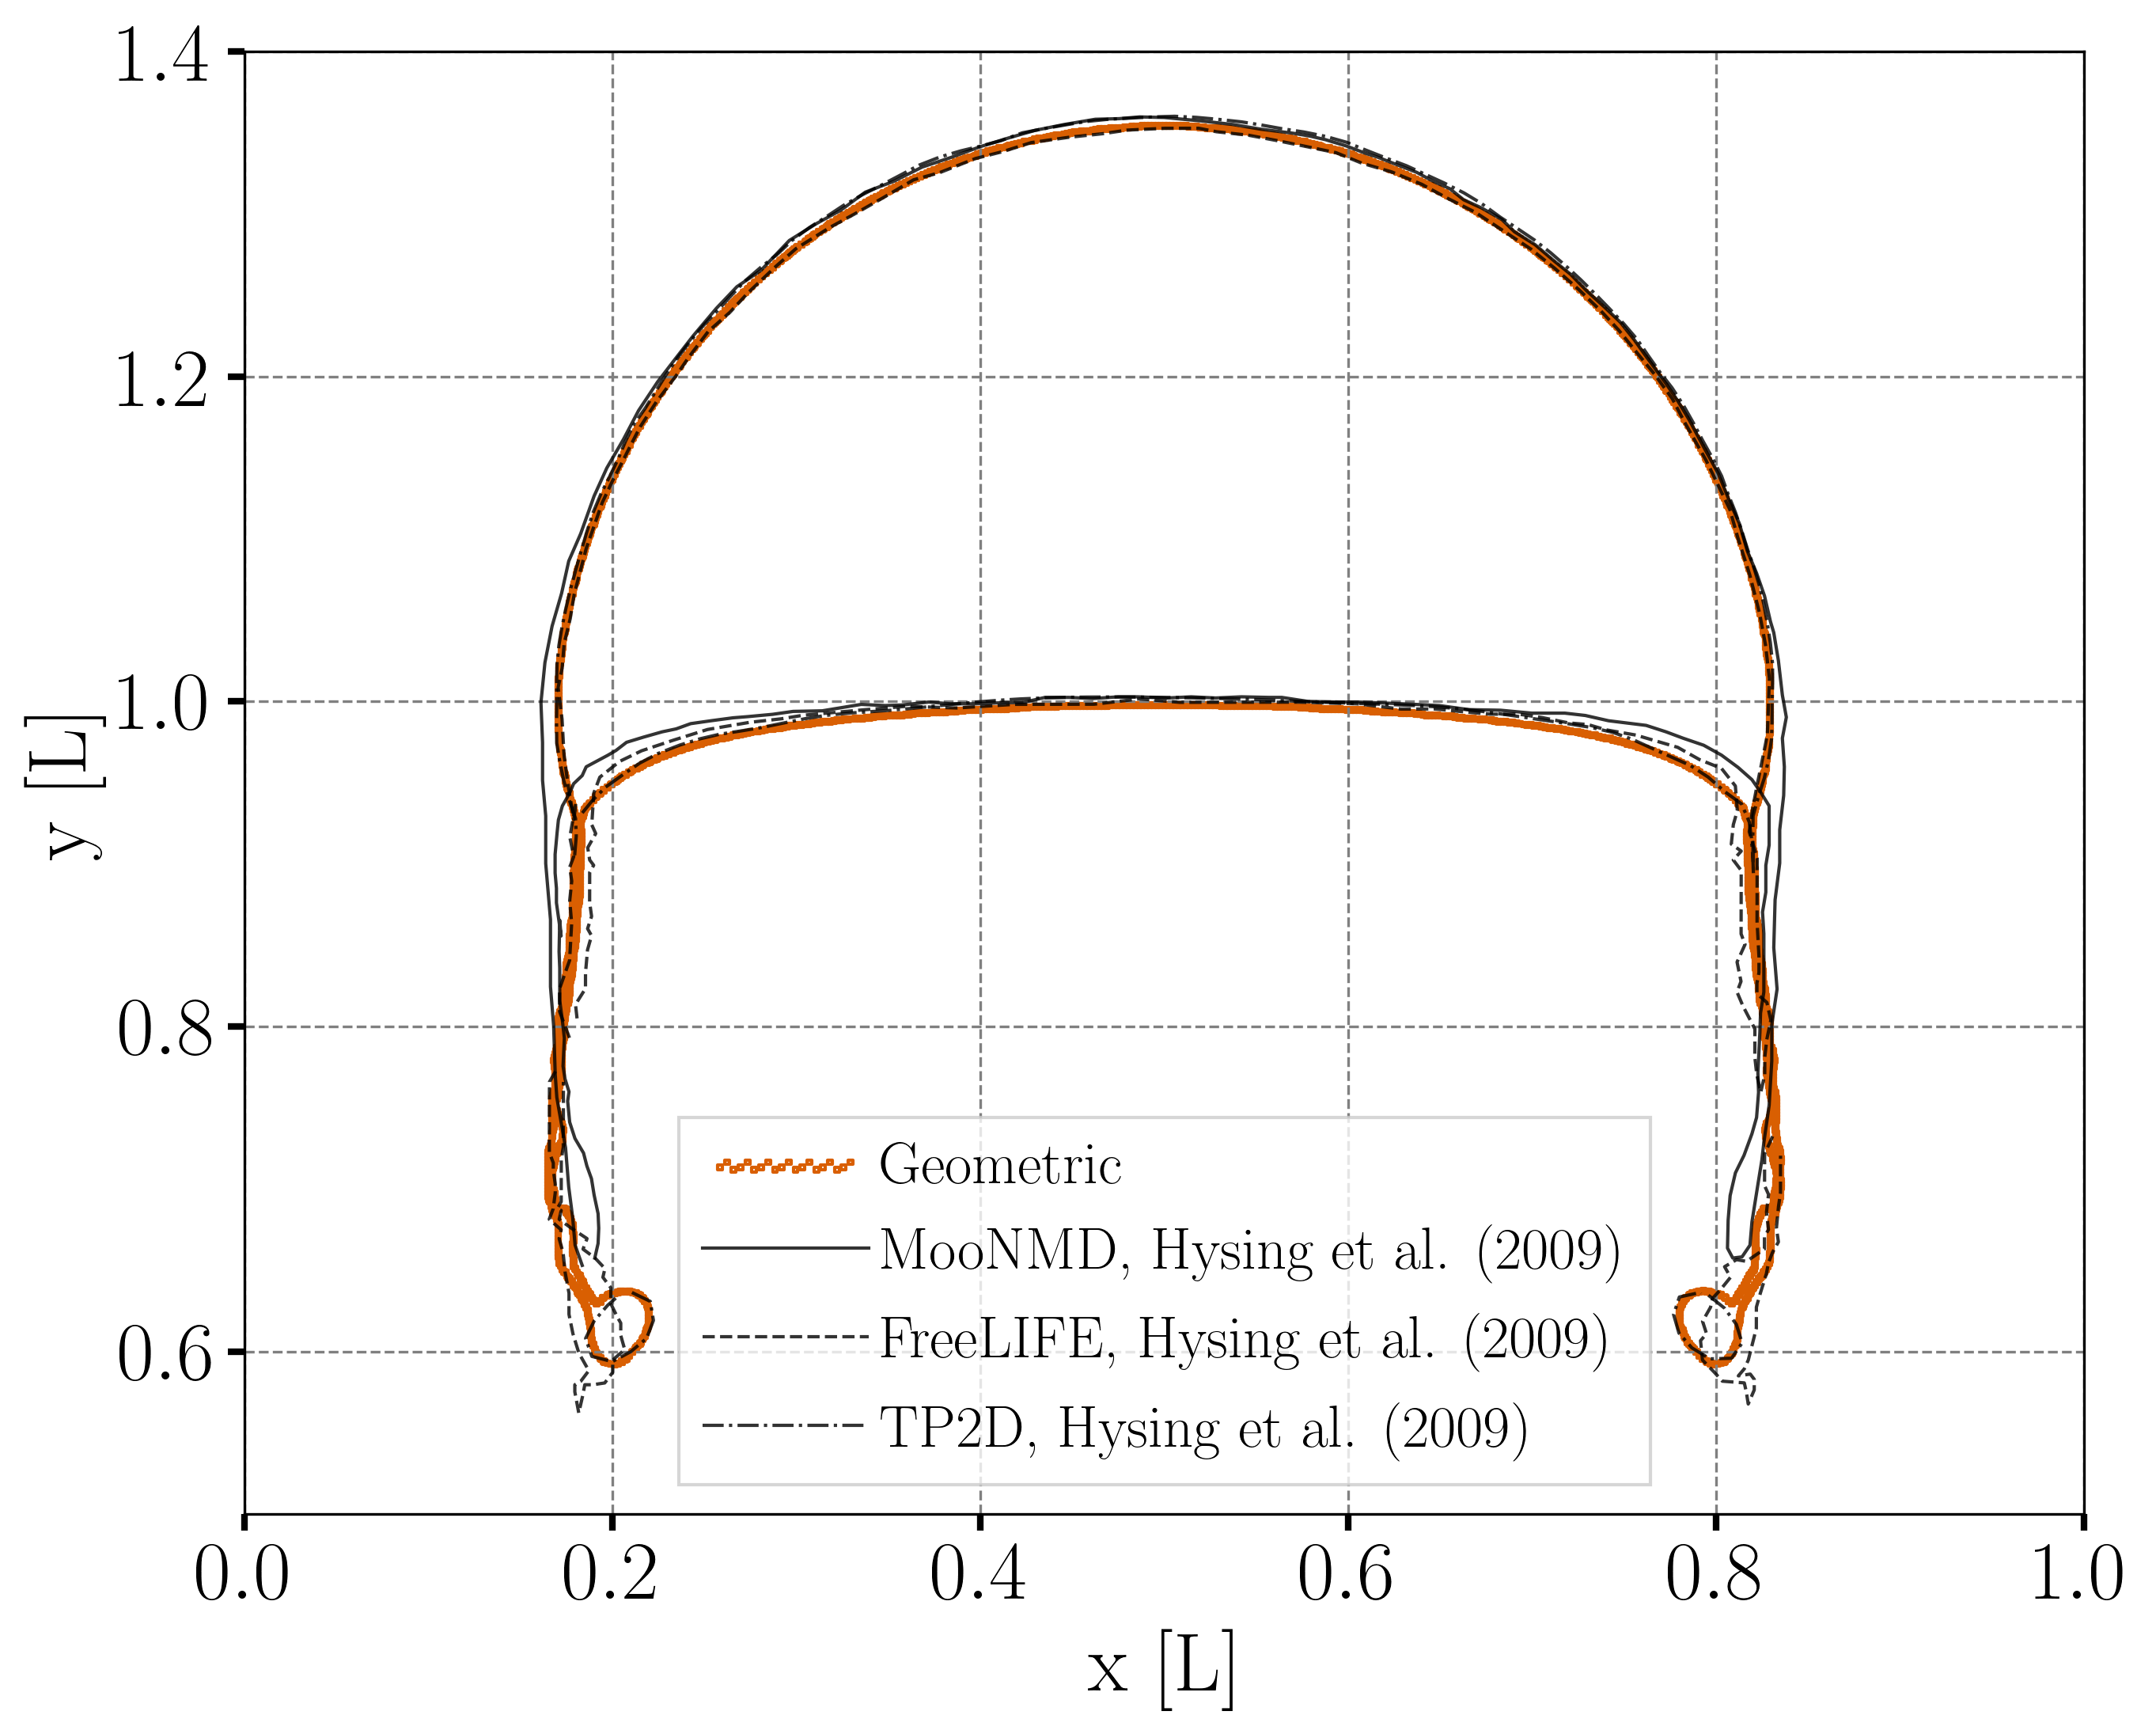 1.4
1.2
1.0
0.8
0.6
y [L]
Geometric
MooNMD, Hysing et al. (2009)
FreeLIFE, Hysing et al. (2009)
TP2D, Hysing et al. (2009)
0.0 0.2 0.4 0.6 0.8 1.0
x [L]